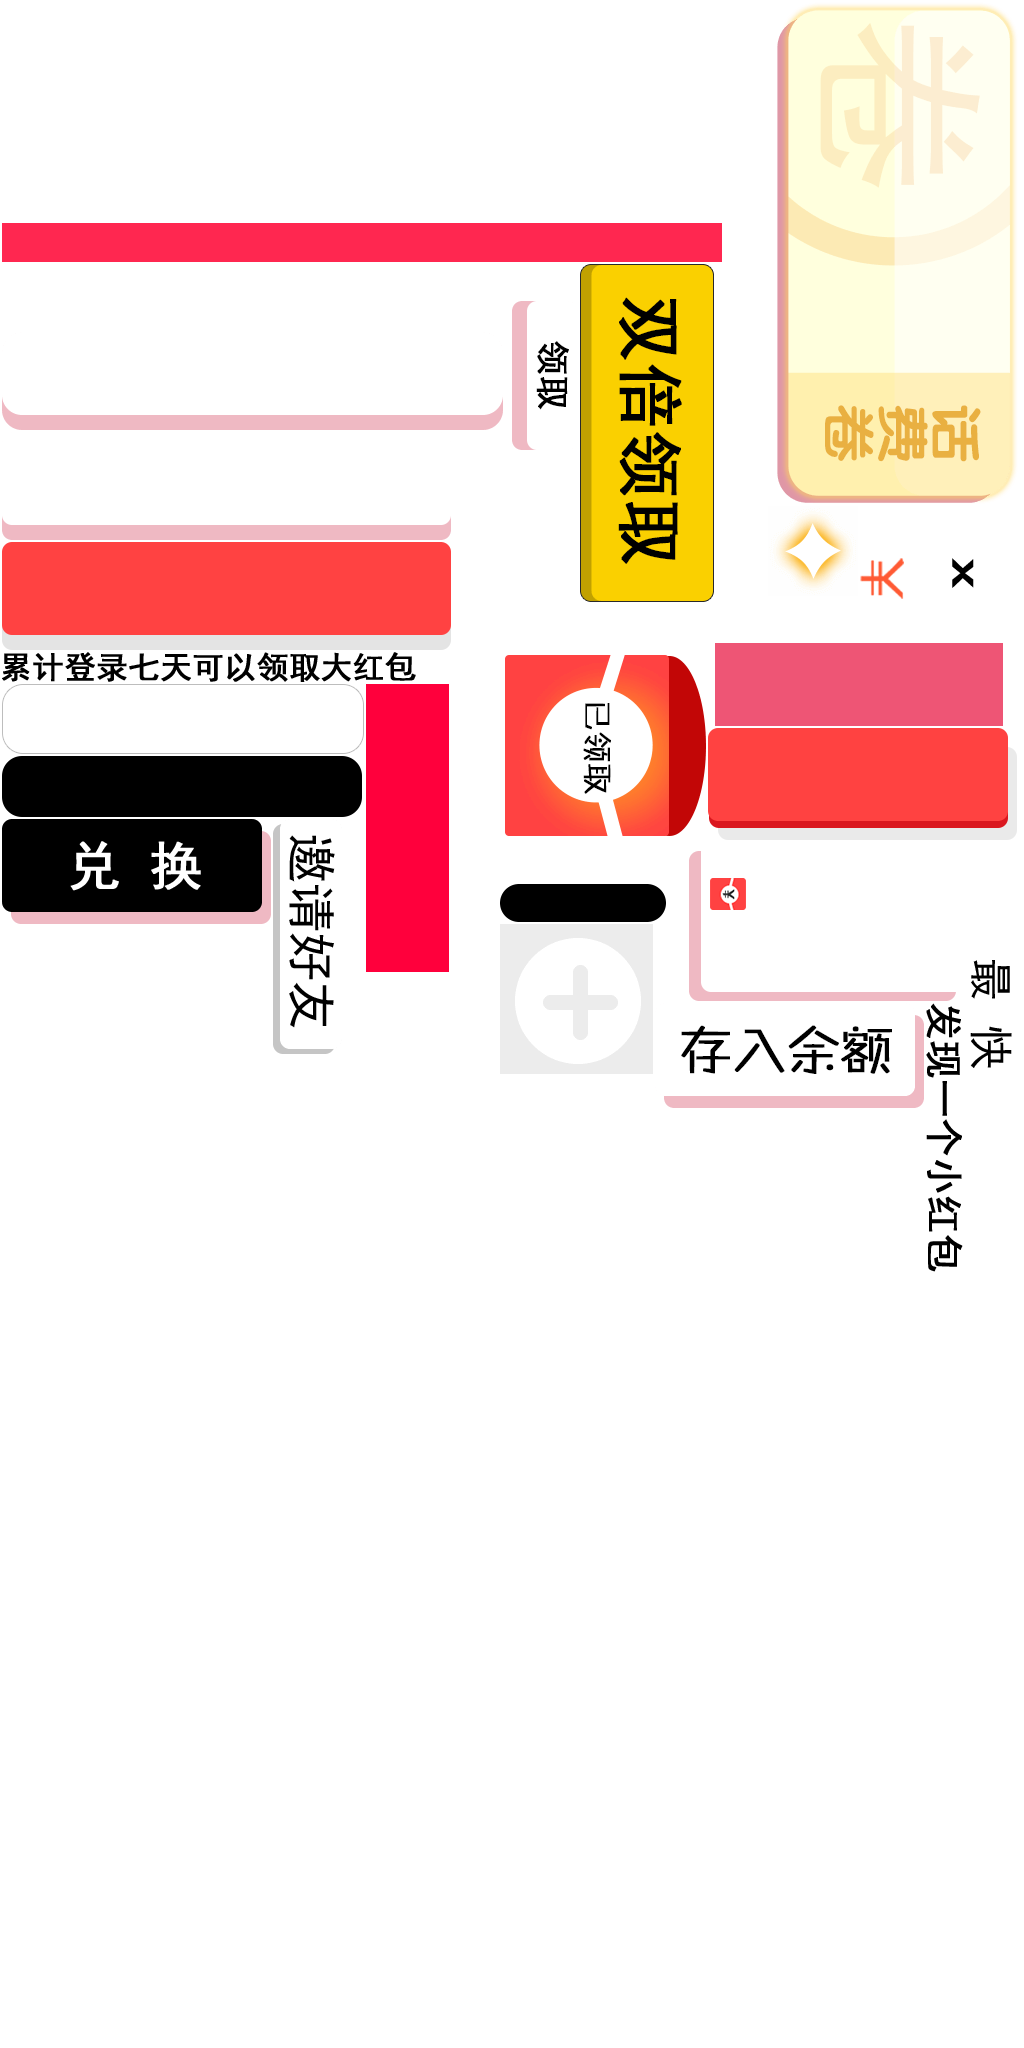 卷
话费卷
双倍领取
领取
x
累计登录七天可以领取大红包
已领取
兑 换
邀请好友
最 快
发现一个小红包
存入余额